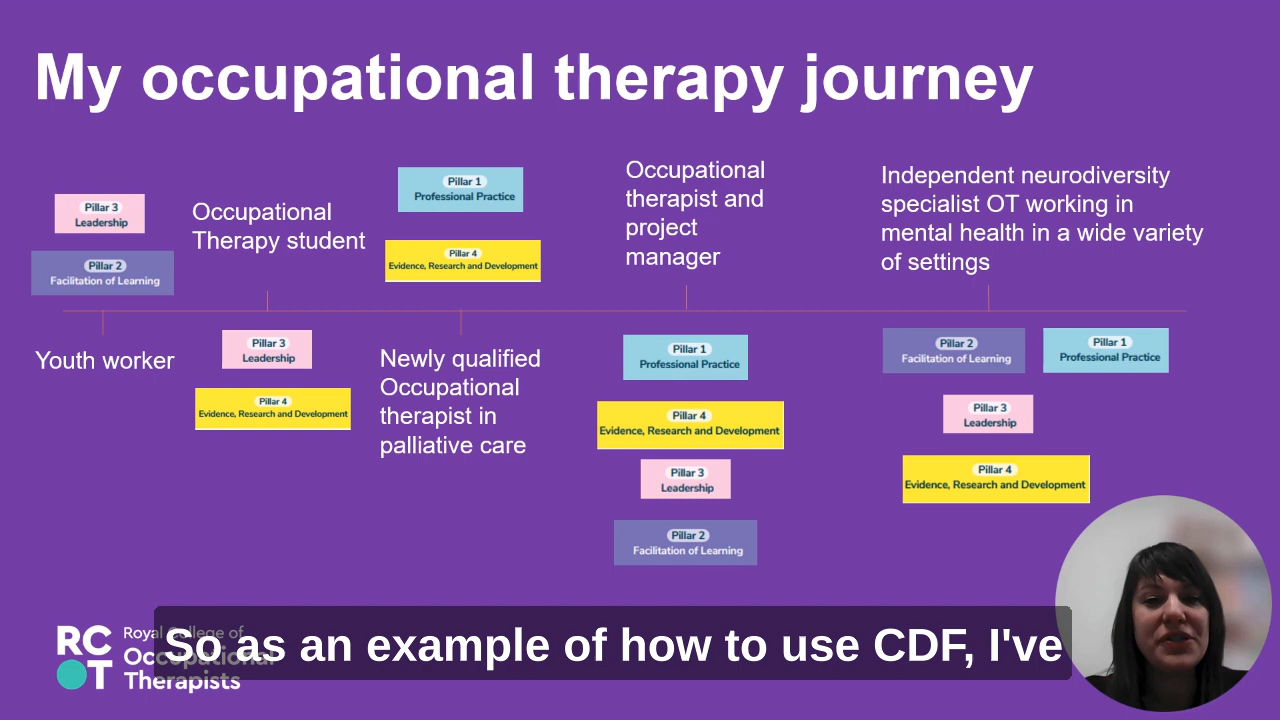 My occupational therapy journey
Pillar 3
Leadership
Pillar 2
Facilitation of Learning
Youth worker
Occupational
Therapy student
Pillar 3
Leadership
Pillar 4
Evidence, Research and Development
Pillar 1
Professional Practice
Pillar 4
Evidence, Research and Development
Newly qualified
Occupational
therapist in
palliative care
Occupational
therapist and
project
manager
Pillar 1
Professional Practice
Pillar 4
Evidence, Research and Development
Pillar 3
Leadership
Pillar 2
Facilitation of Learning
Independent neurodiversity
specialist OT working in
mental health in a wide variety
of settings
Pillar 2
Facilitation of Learning
Pillar 1
Professional Practice
Pillar 3
Leadership
Pillar 4
Evidence, Research and Development
RC
OT
Royal College of
Occupational
Therapists
So as an example of how to use CDF, I've